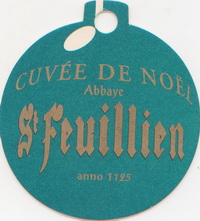 CUVÉE DE NOËL
Abbaye
St Feuillien
anno 1125